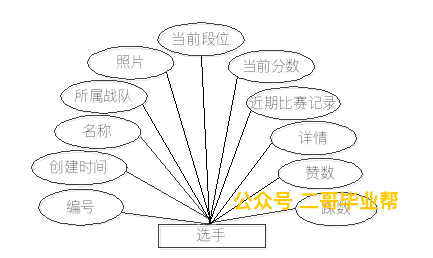 当前段位
照片
当前分数
所属战队
近期比赛记录
名称
详情
创建时间
赞数
公众号 二哥毕业帮
编号
踩数
选手